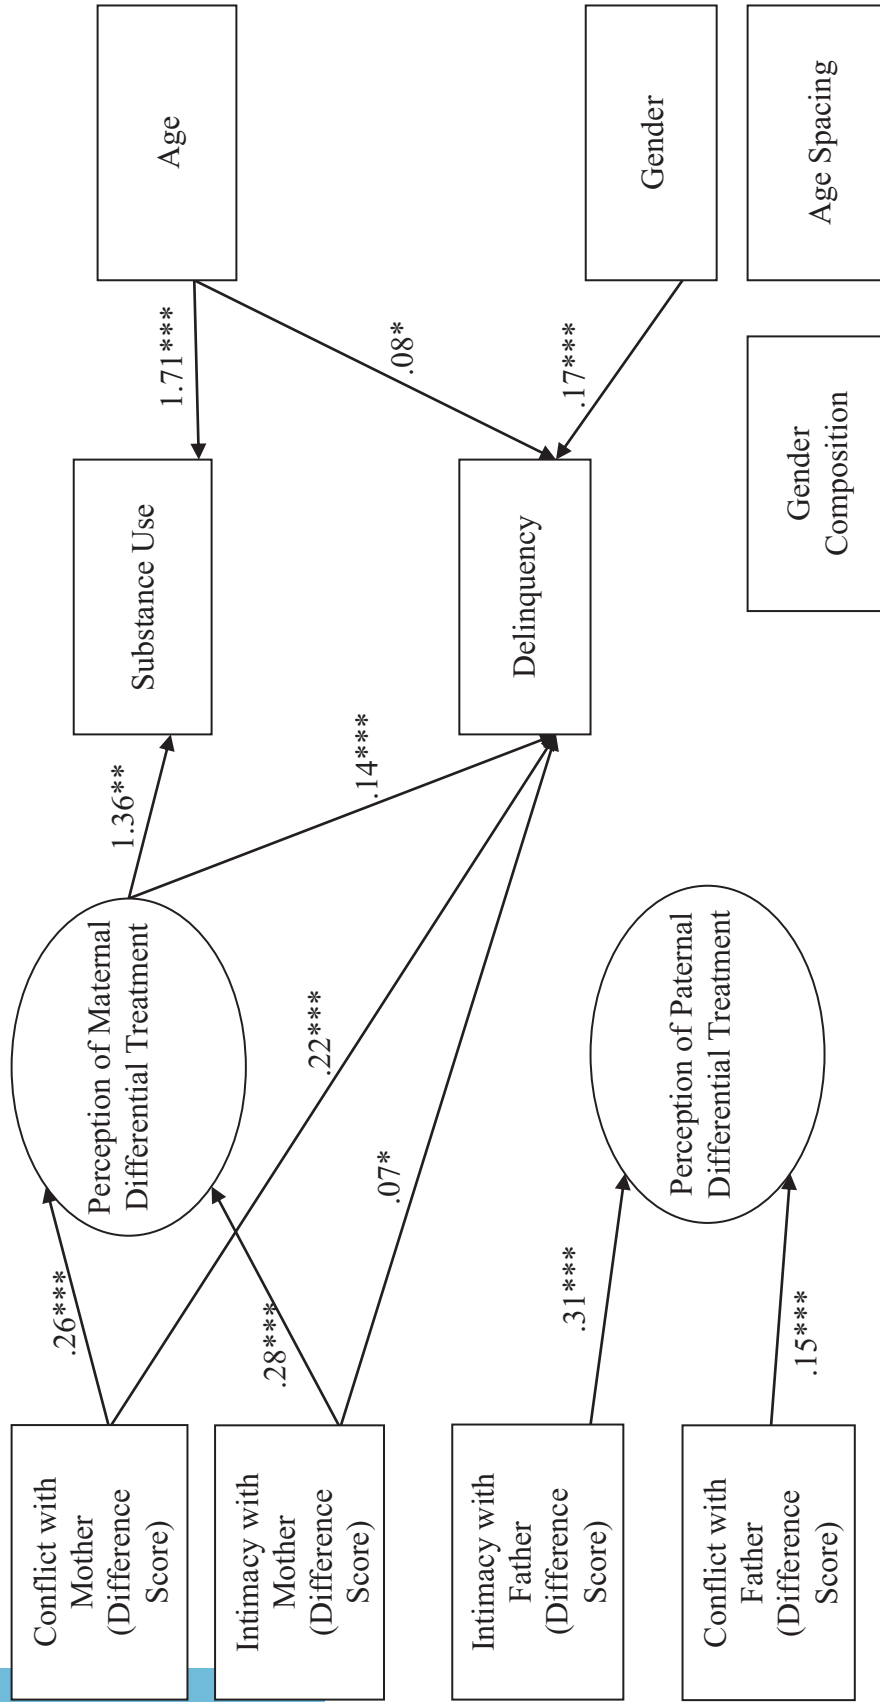 Conflict with
Mother
(Difference
Score)
Intimacy with
Mother
(Difference
Score)
Intimacy with
Father
(Difference
Score)
Conflict with
Father
(Difference
Score)
.26***
.28***
.22***
.07*
.31***
.15***
Perception of Maternal
Differential Treatment
Perception of Paternal
Differential Treatment
1.36**
.14***
Substance Use
Delinquency
Gender
Composition
1.71***
.08*
.17***
Age
Gender
Age Spacing